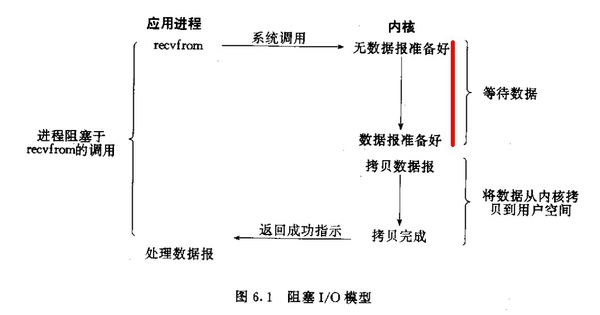 应用进程
内核
recvfrom
系统调用
无数据报准备好
等待数据
进程阻塞于
recvfrom的调用
数据报准备好
拷贝数据报
将数据从内核拷
贝到用户空间
返回成功指示
拷贝完成
处理数据报
图 6.1 阻塞 I/O 模型